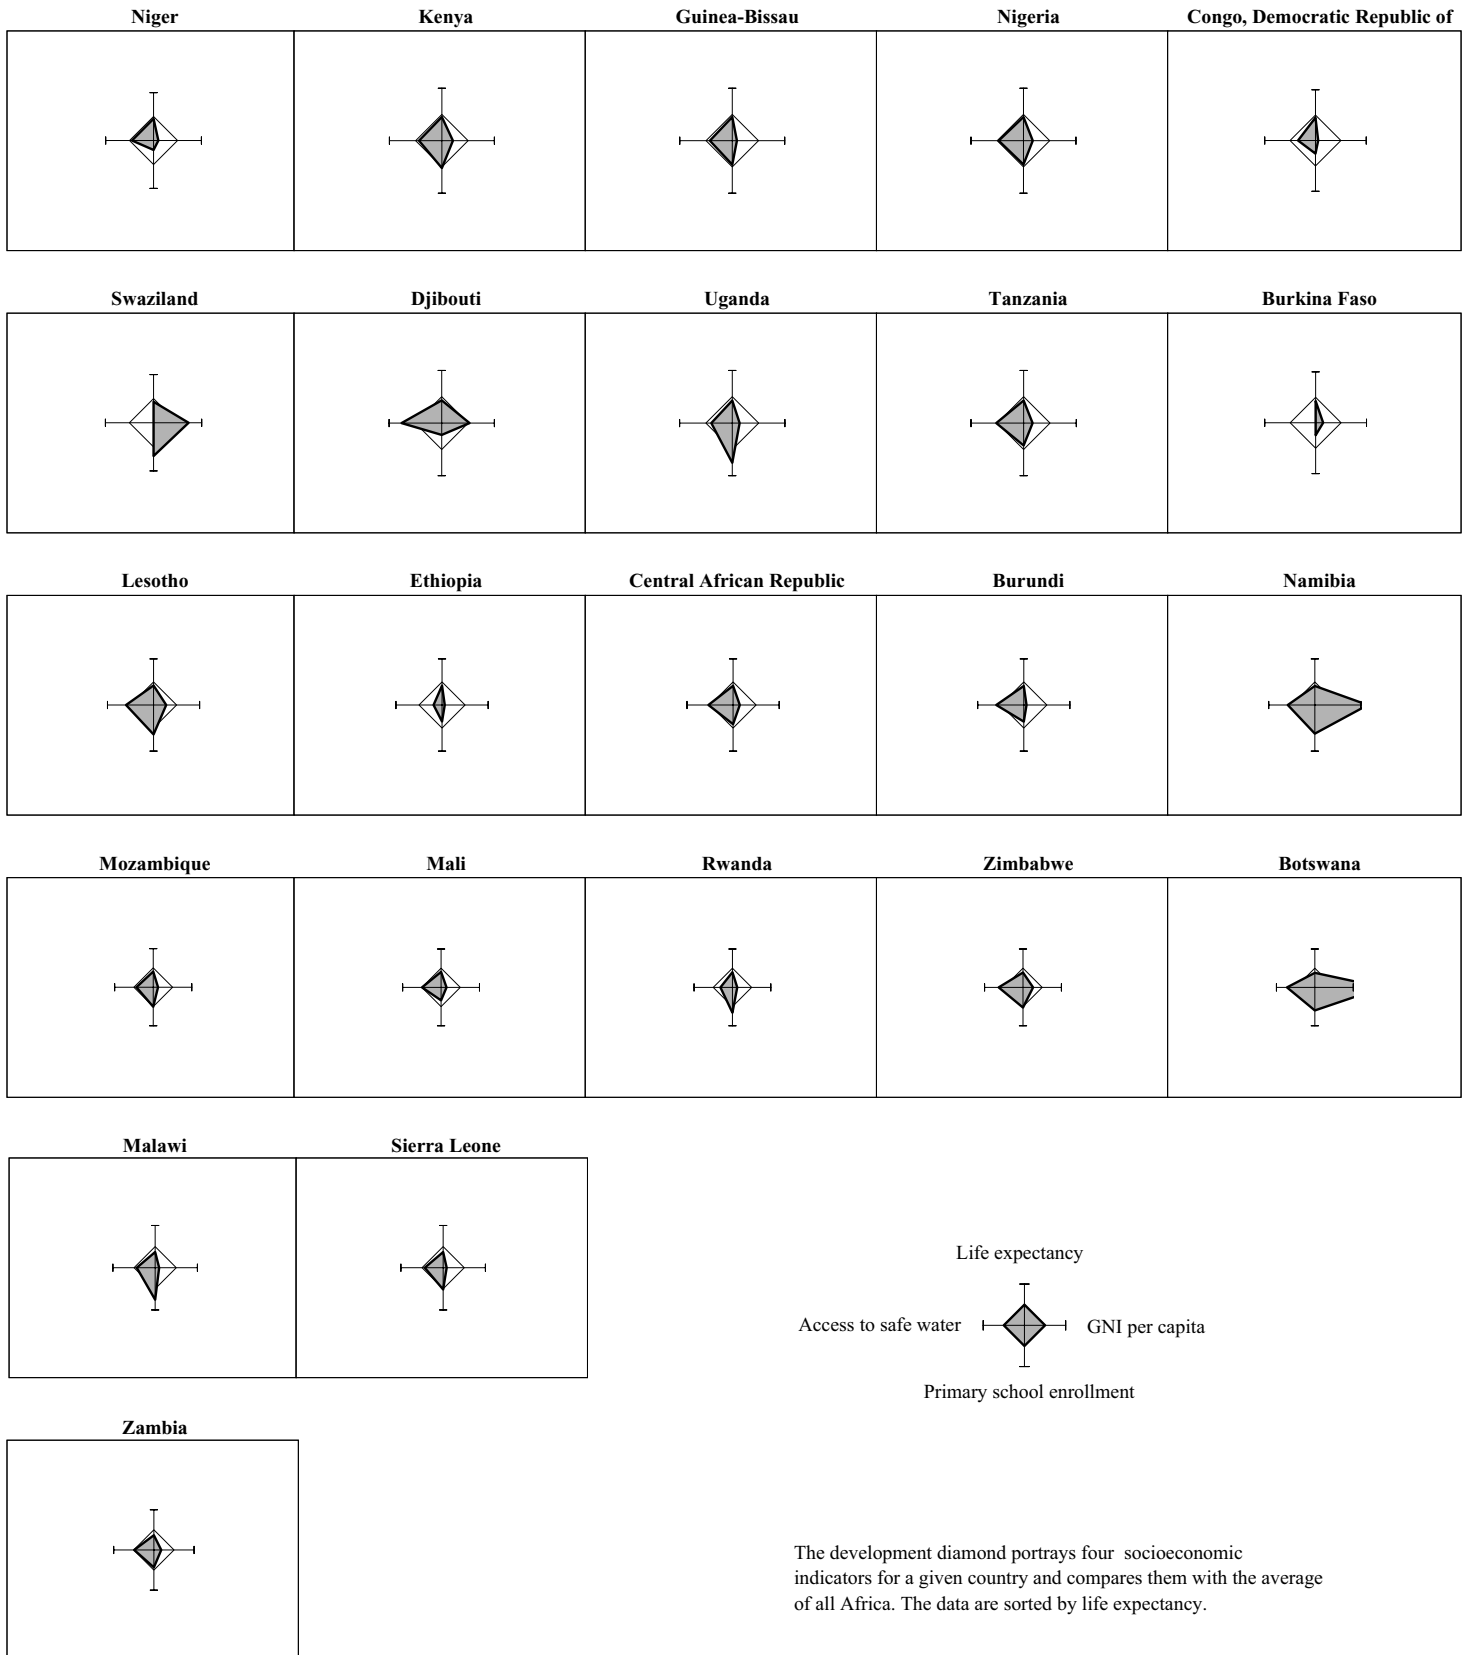 Niger Kenya Guinea-Bissau Nigeria Congo, Democratic Republic of
Swaziland Djibouti Uganda Tanzania Burkina Faso
Lesotho Ethiopia Central African Republic Burundi Namibia
Mozambique Mali Rwanda Zimbabwe Botswana
Malawi Sierra Leone
Life expectancy
Access to safe water GNI per capita
Primary school enrollment
Zambia
The development diamond portrays four socioeconomic
indicators for a given country and compares them with the average
of all Africa. The data are sorted by life expectancy.